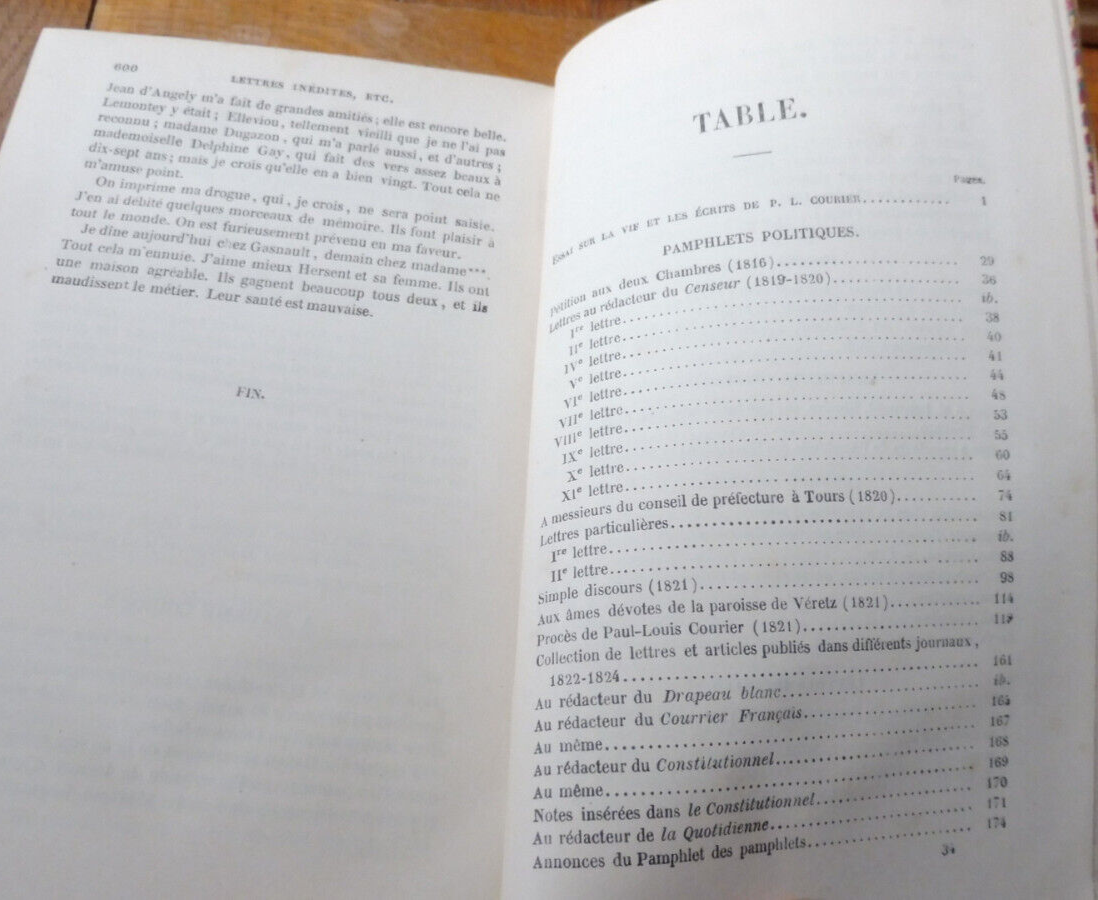 600
LETTRES INÉDITES, ETC.
Jean d'Angely m'a fait de grandes amitiés; elle est encore belle.
Lemontey y était; Elleviou, tellement vieilli que je ne l'ai pas
reconnu; madame Dugazon, qui m'a parlé aussi, et d'autres;
mademoiselle Delphine Gay, qui fait des vers assez beaux à
dix-sept ans; mais je crois qu'elle en a bien vingt. Tout cela ne
m'amuse point.
On imprime ma drogue, qui, je crois, ne sera point saisie.
J'en ai débité quelques morceaux de mémoire. Ils font plaisir à
tout le monde. On est furieusement prévenu en ma faveur.
Je dîne aujourd'hui chez Gasnault, demain chez madame***.
Tout cela m'ennuie. J'aime mieux Hersent et sa femme. Ils ont
une maison agréable. Ils gagnent beaucoup tous deux, et ils
maudissent le métier. Leur santé est mauvaise.
FIN.
TABLE.
Pages.
ESSAI SUR LA VIE ET LES ÉCRITS DE P. L. COURIER............ 1
PAMPHLETS POLITIQUES.
Pétition aux deux Chambres (1816)........................ 29
Lettres au rédacteur du Censeur (1819-1820)................ 36
Ire lettre........................................ ib.
IIe lettre........................................ 38
IVe lettre........................................ 40
Ve lettre........................................ 41
VIe lettre........................................ 44
VIIe lettre........................................ 48
VIIIe lettre........................................ 53
IXe lettre........................................ 55
Xe lettre........................................ 60
XIe lettre........................................ 64
A messieurs du conseil de préfecture à Tours (1820)........... 74
Lettres particulières.................................... 81
Ire lettre........................................ ib.
IIe lettre........................................ 88
Simple discours (1821)................................ 98
Aux âmes dévotes de la paroisse de Véretz (1821)............ 114
Procès de Paul-Louis Courier (1821)...................... 118
Collection de lettres et articles publiés dans différents journaux,
1822-1824........................................ 161
Au rédacteur du Drapeau blanc........................ ib.
Au rédacteur du Courrier Français...................... 165
Au même........................................ 167
Au rédacteur du Constitutionnel........................ 168
Au même........................................ 169
Notes insérées dans le Constitutionnel.................... 170
Au rédacteur de la Quotidienne........................ 171
Annonces du Pamphlet des pamphlets.................... 174
34